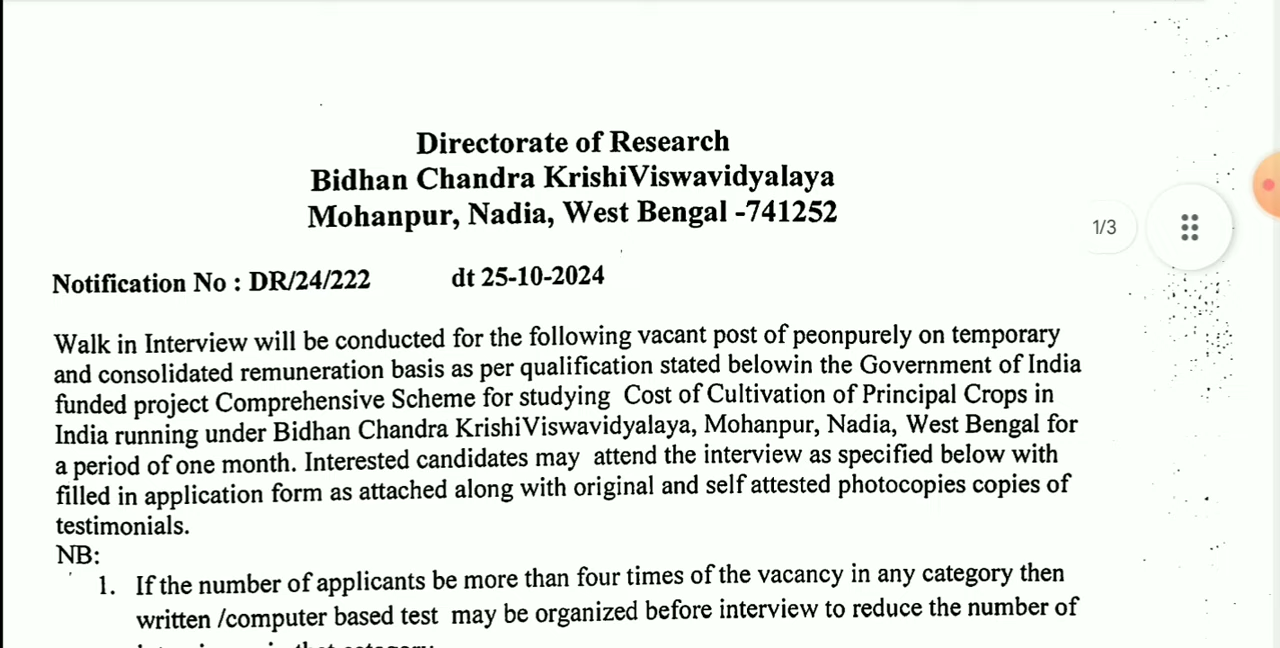 Directorate of Research
Bidhan Chandra KrishiViswavidyalaya
Mohanpur, Nadia, West Bengal -741252
1/3
Notification No : DR/24/222 dt 25-10-2024
Walk in Interview will be conducted for the following vacant post of peonpurely on temporary
and consolidated remuneration basis as per qualification stated belowin the Government of India
funded project Comprehensive Scheme for studying Cost of Cultivation of Principal Crops in
India running under Bidhan Chandra KrishiViswavidyalaya, Mohanpur, Nadia, West Bengal for
a period of one month. Interested candidates may attend the interview as specified below with
filled in application form as attached along with original and self attested photocopies copies of
testimonials.
NB:
1. If the number of applicants be more than four times of the vacancy in any category then
written /computer based test may be organized before interview to reduce the number of